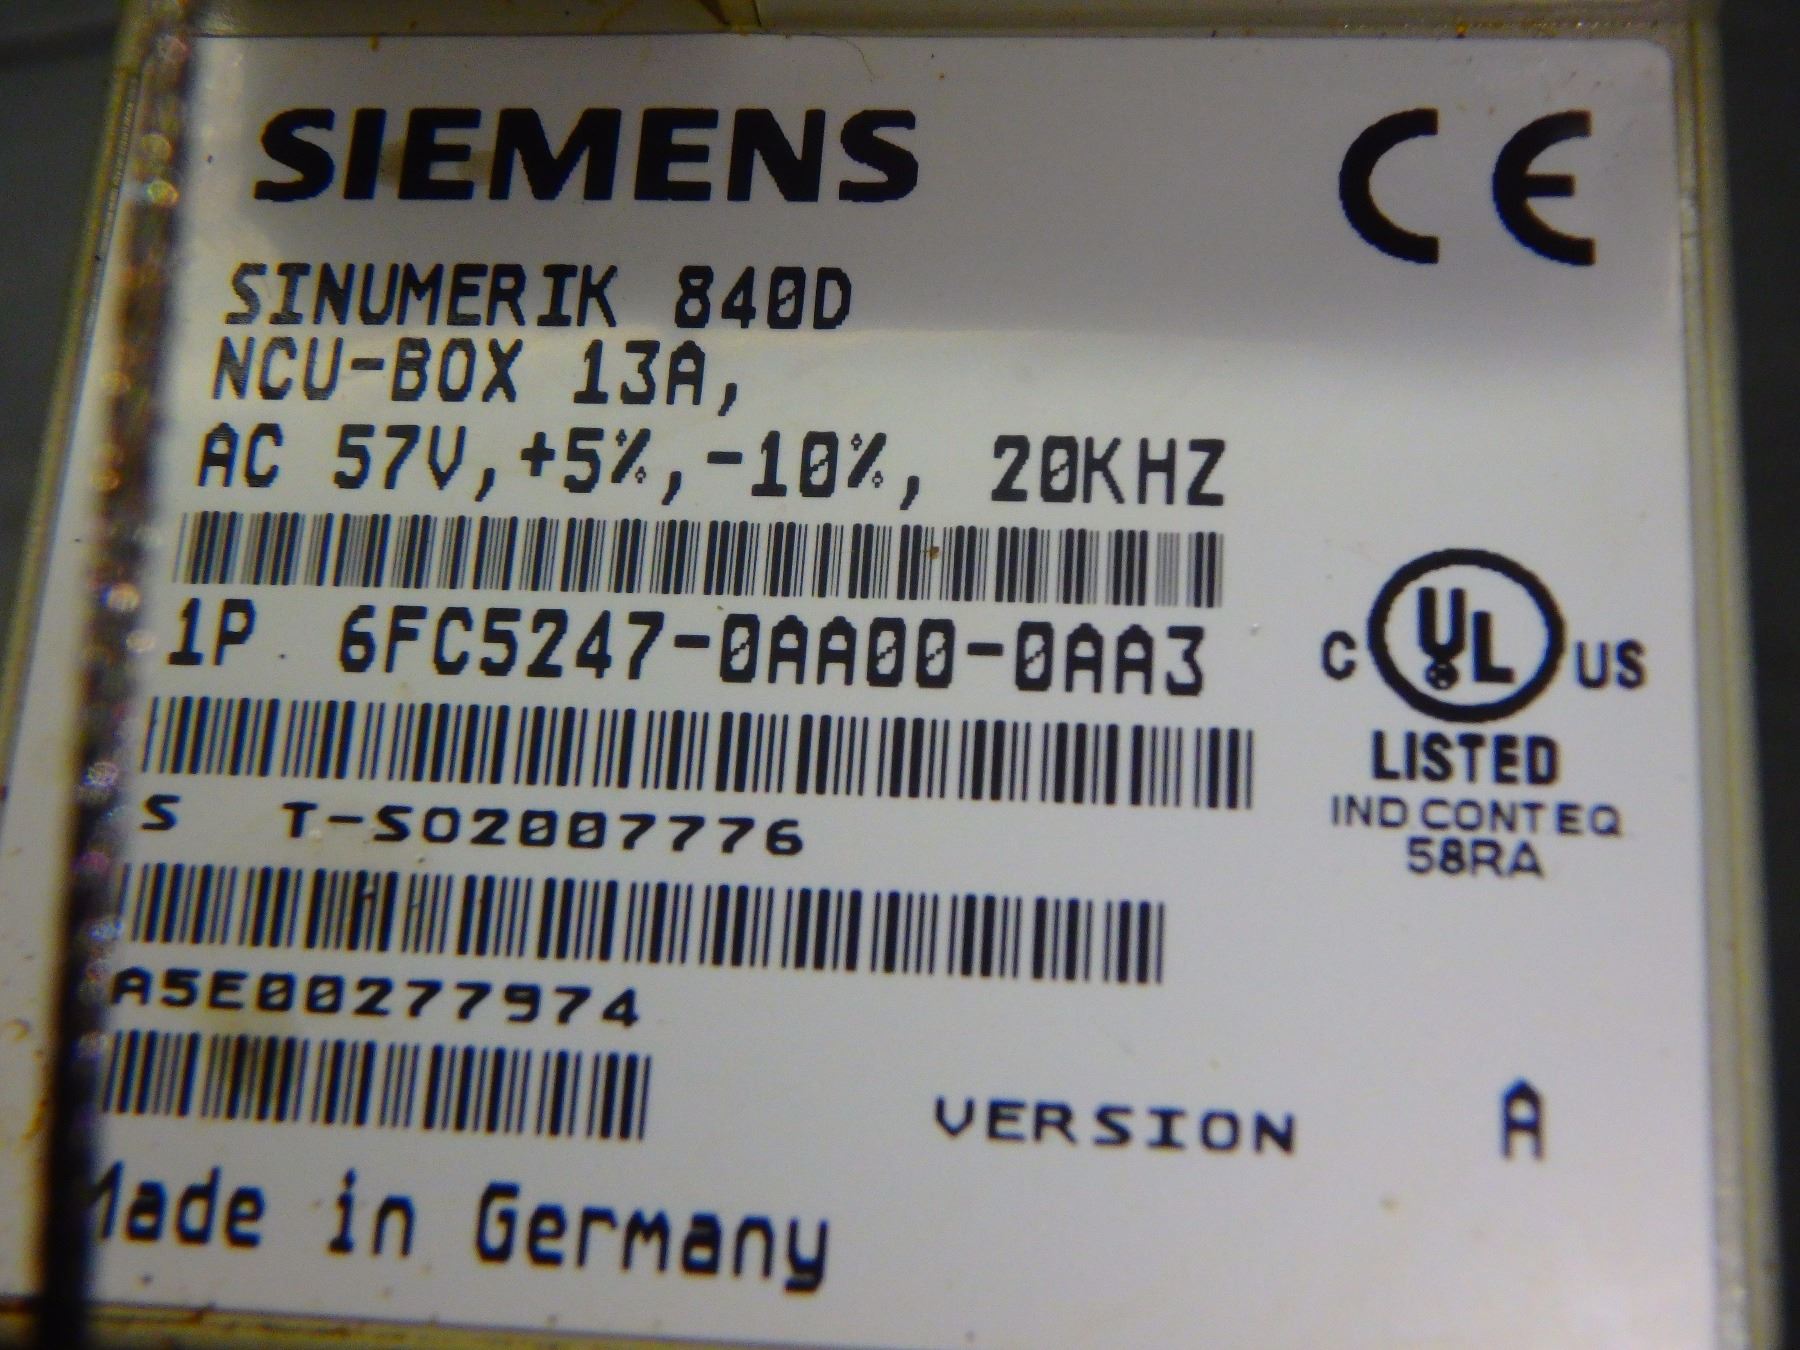 SIEMENS
CE
SINUMERIK 840D
NCU-BOX 13A,
AC 57V,+5%,-10%, 20KHZ
1P 6FC5247-0AA00-0AA3
C UL US
LISTED
IND CONT EQ
58RA
S T-SO2007776
A5E00277974
VERSION A
Made in Germany